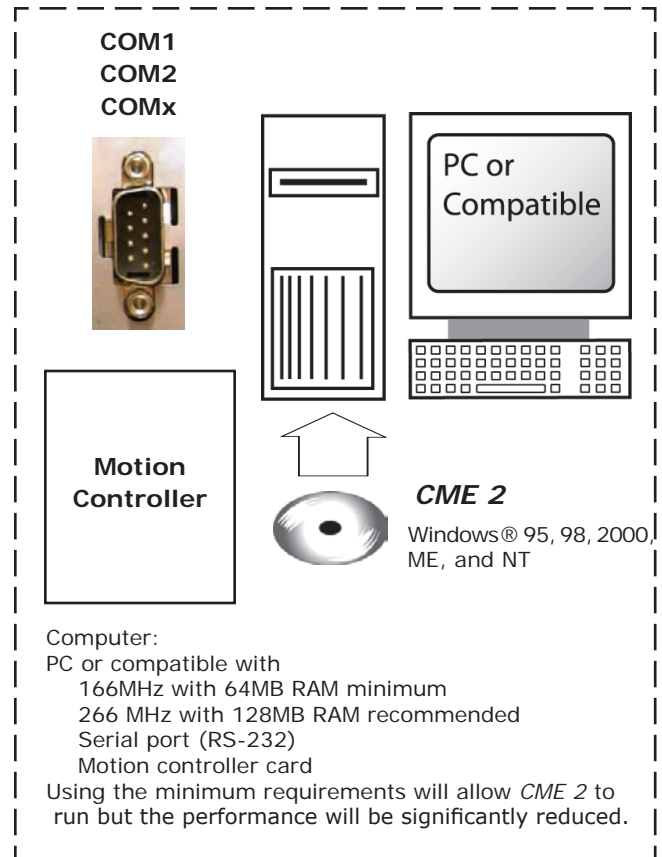 COM1
COM2
COMx
PC or
Compatible
Motion
Controller
CME 2
Windows® 95, 98, 2000,
ME, and NT
Computer:
PC or compatible with
166MHz with 64MB RAM minimum
266 MHz with 128MB RAM recommended
Serial port (RS-232)
Motion controller card
Using the minimum requirements will allow CME 2 to
run but the performance will be significantly reduced.